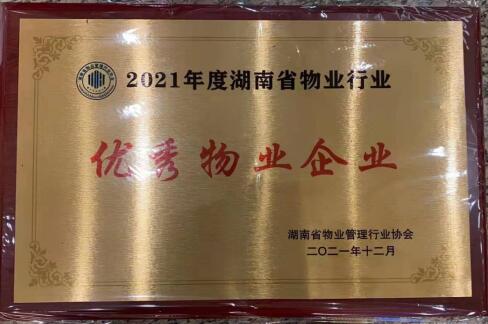 2021年度湖南省物业行业
优秀物业企业
湖南省物业管理行业协会
二〇二一年十二月